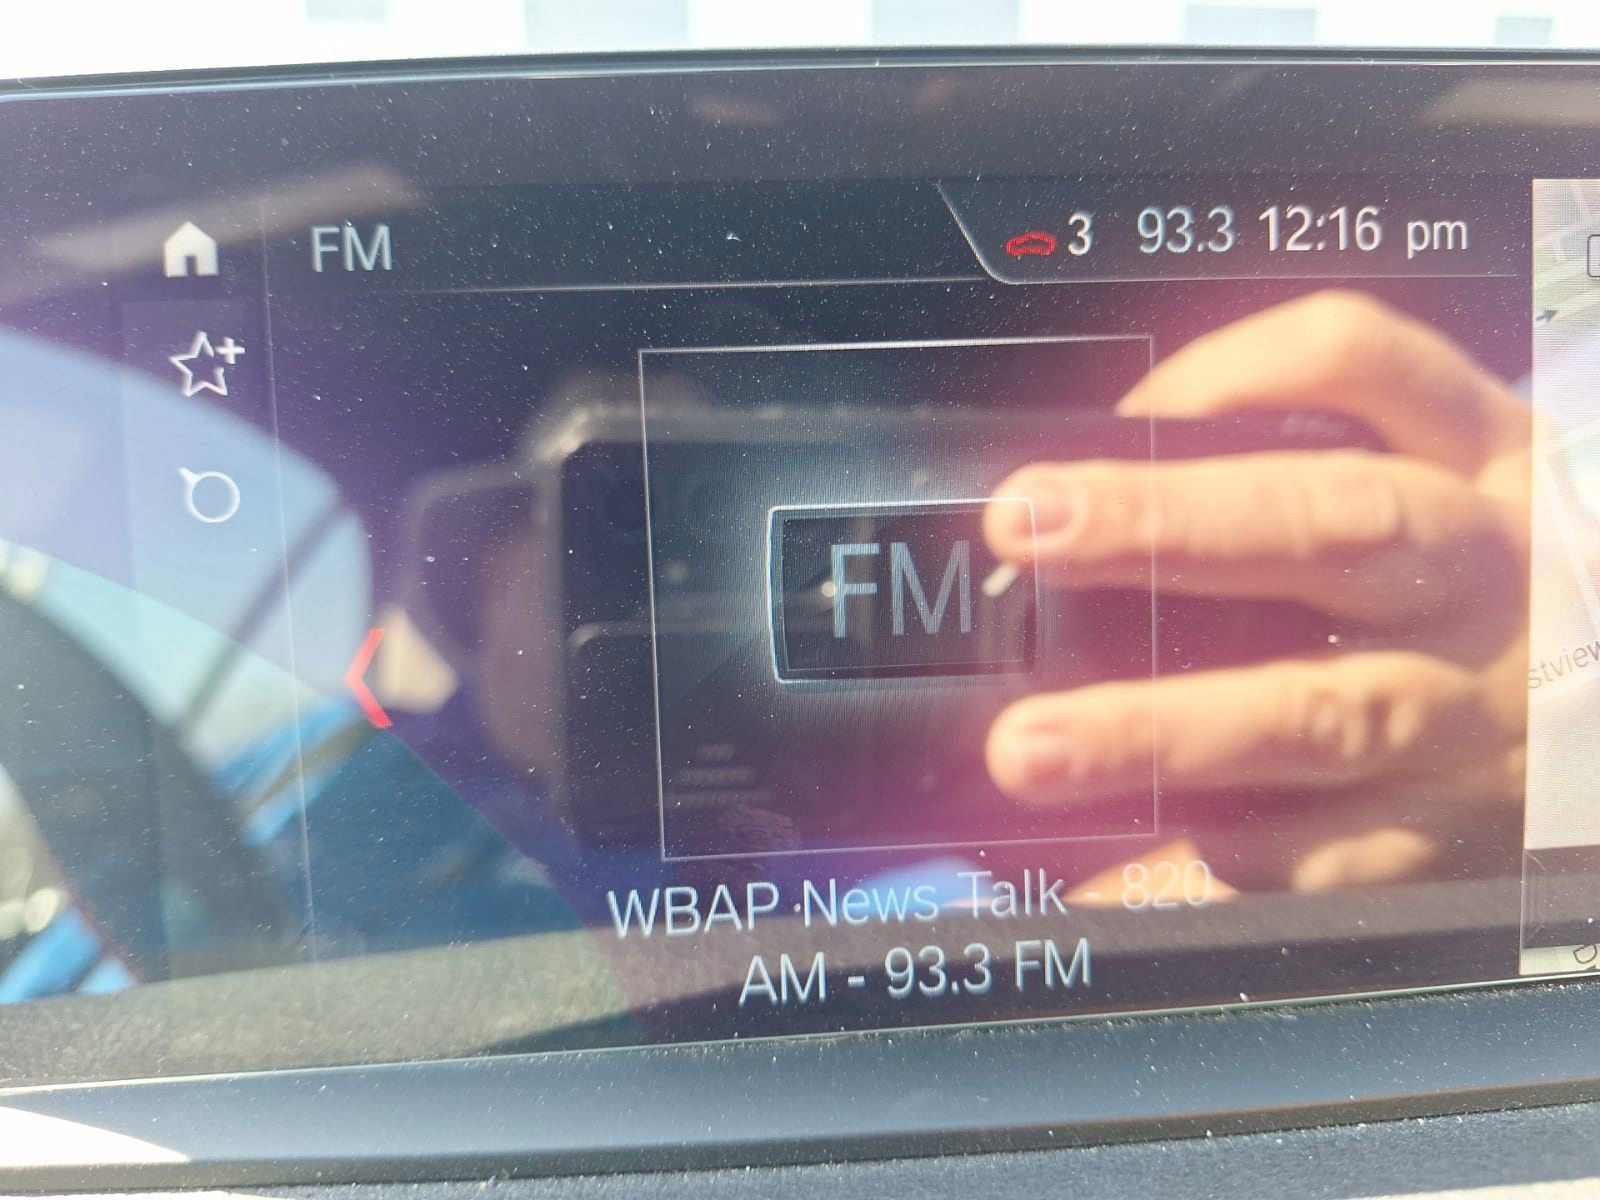 FM
3 93.3 12:16 pm
FM
WBAP News Talk - 820
AM - 93.3 FM